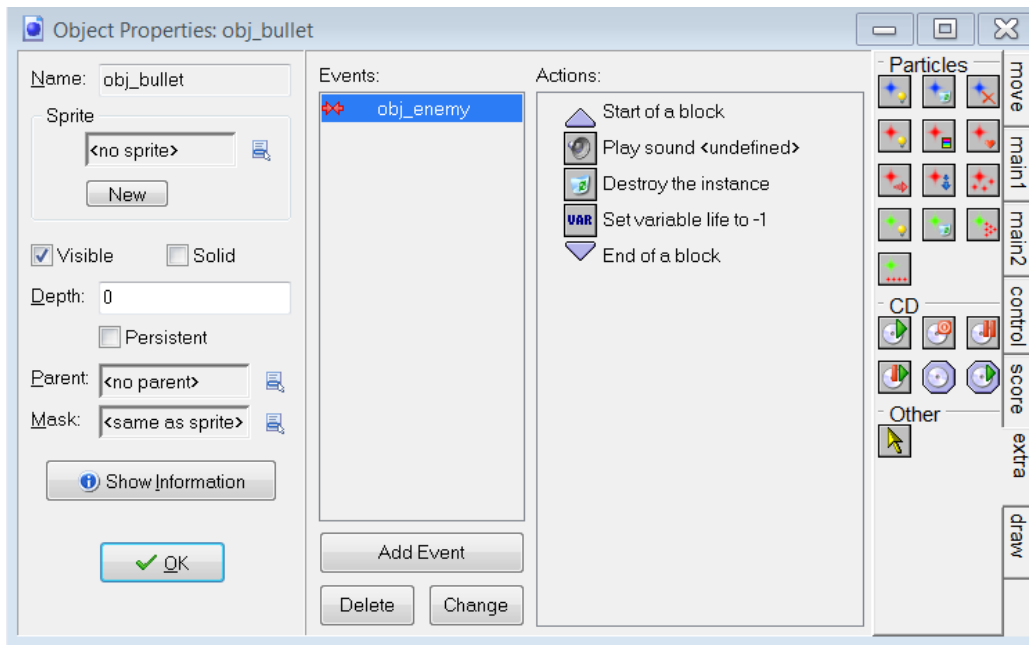 Object Properties: obj_bullet
Name: obj_bullet
Sprite
<no sprite>
New
Visible Solid
Depth: 0
Persistent
Parent: <no parent>
Mask: <same as sprite>
Show Information
OK
Events:
obj_enemy
Add Event
Delete Change
Actions:
Start of a block
Play sound <undefined>
Destroy the instance
VAR Set variable life to -1
End of a block
Particles
CD
Other
move
main1
main2
control
score
extra
draw